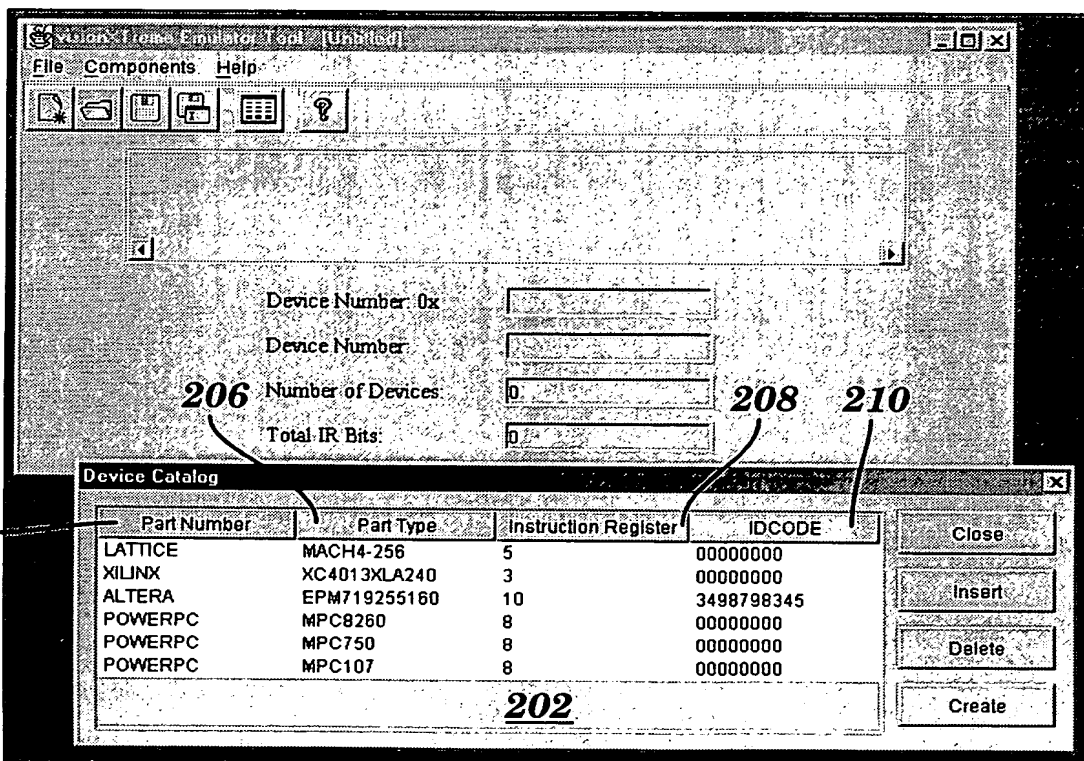 Emulator Tool [Untitled]
File Components Help
Device Number: 0x
Device Number:
206 Number of Devices: 0 208 210
Total IR Bits: 0
Device Catalog
Part Number Part Type Instruction Register IDCODE Close
LATTICE MACH4-256 5 00000000
XILINX XC4013XLA240 3 00000000
ALTERA EPM719255160 10 3498798345 Insert
POWERPC MPC8260 8 00000000
POWERPC MPC750 8 00000000 Delete
POWERPC MPC107 8 00000000
202 Create